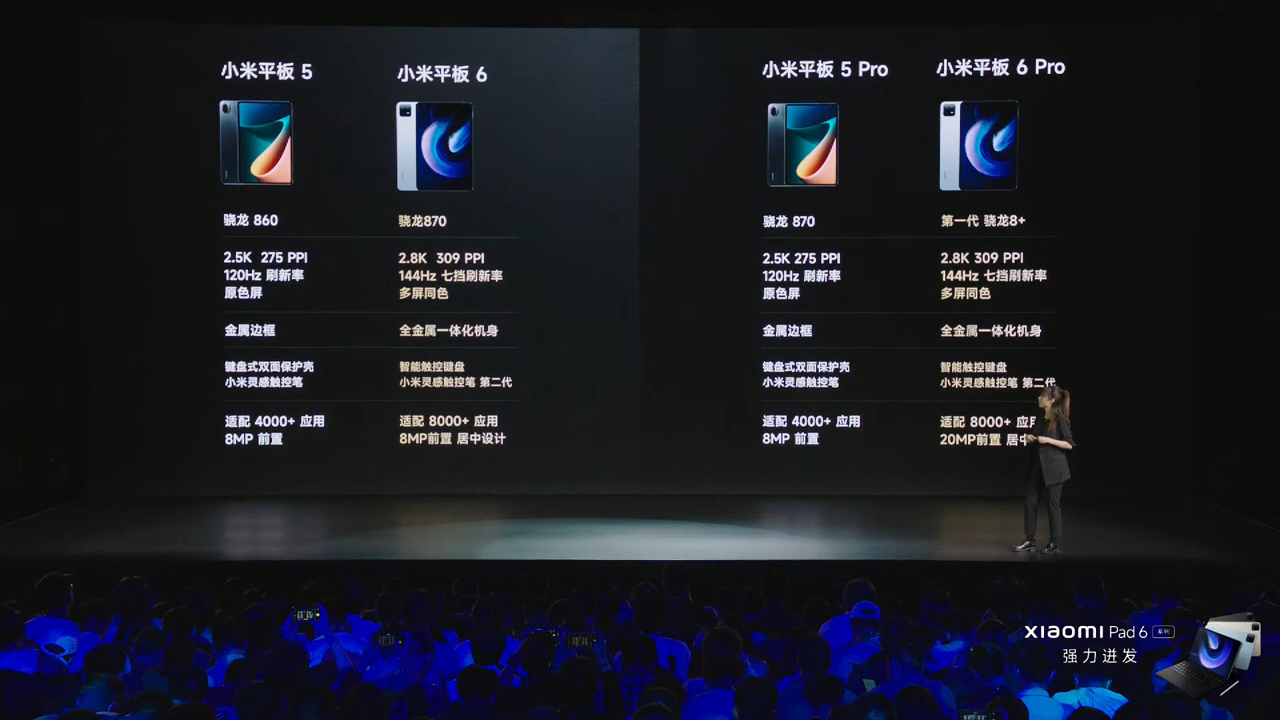 小米平板 5
骁龙 860
2.5K 275 PPI
120Hz 刷新率
原色屏
金属边框
键盘式双面保护壳
小米灵感触控笔
适配 4000+ 应用
8MP 前置
小米平板 6
骁龙870
2.8K 309 PPI
144Hz 七挡刷新率
多屏同色
全金属一体化机身
智能触控键盘
小米灵感触控笔 第二代
适配 8000+ 应用
8MP前置 居中设计
小米平板 5 Pro
骁龙 870
2.5K 275 PPI
120Hz 刷新率
原色屏
金属边框
键盘式双面保护壳
小米灵感触控笔
适配 4000+ 应用
8MP 前置
小米平板 6 Pro
第一代 骁龙8+
2.8K 309 PPI
144Hz 七挡刷新率
多屏同色
全金属一体化机身
智能触控键盘
小米灵感触控笔 第二代
适配 8000+
20MP前置 居中
xiaomi Pad 6 系列
强力迸发